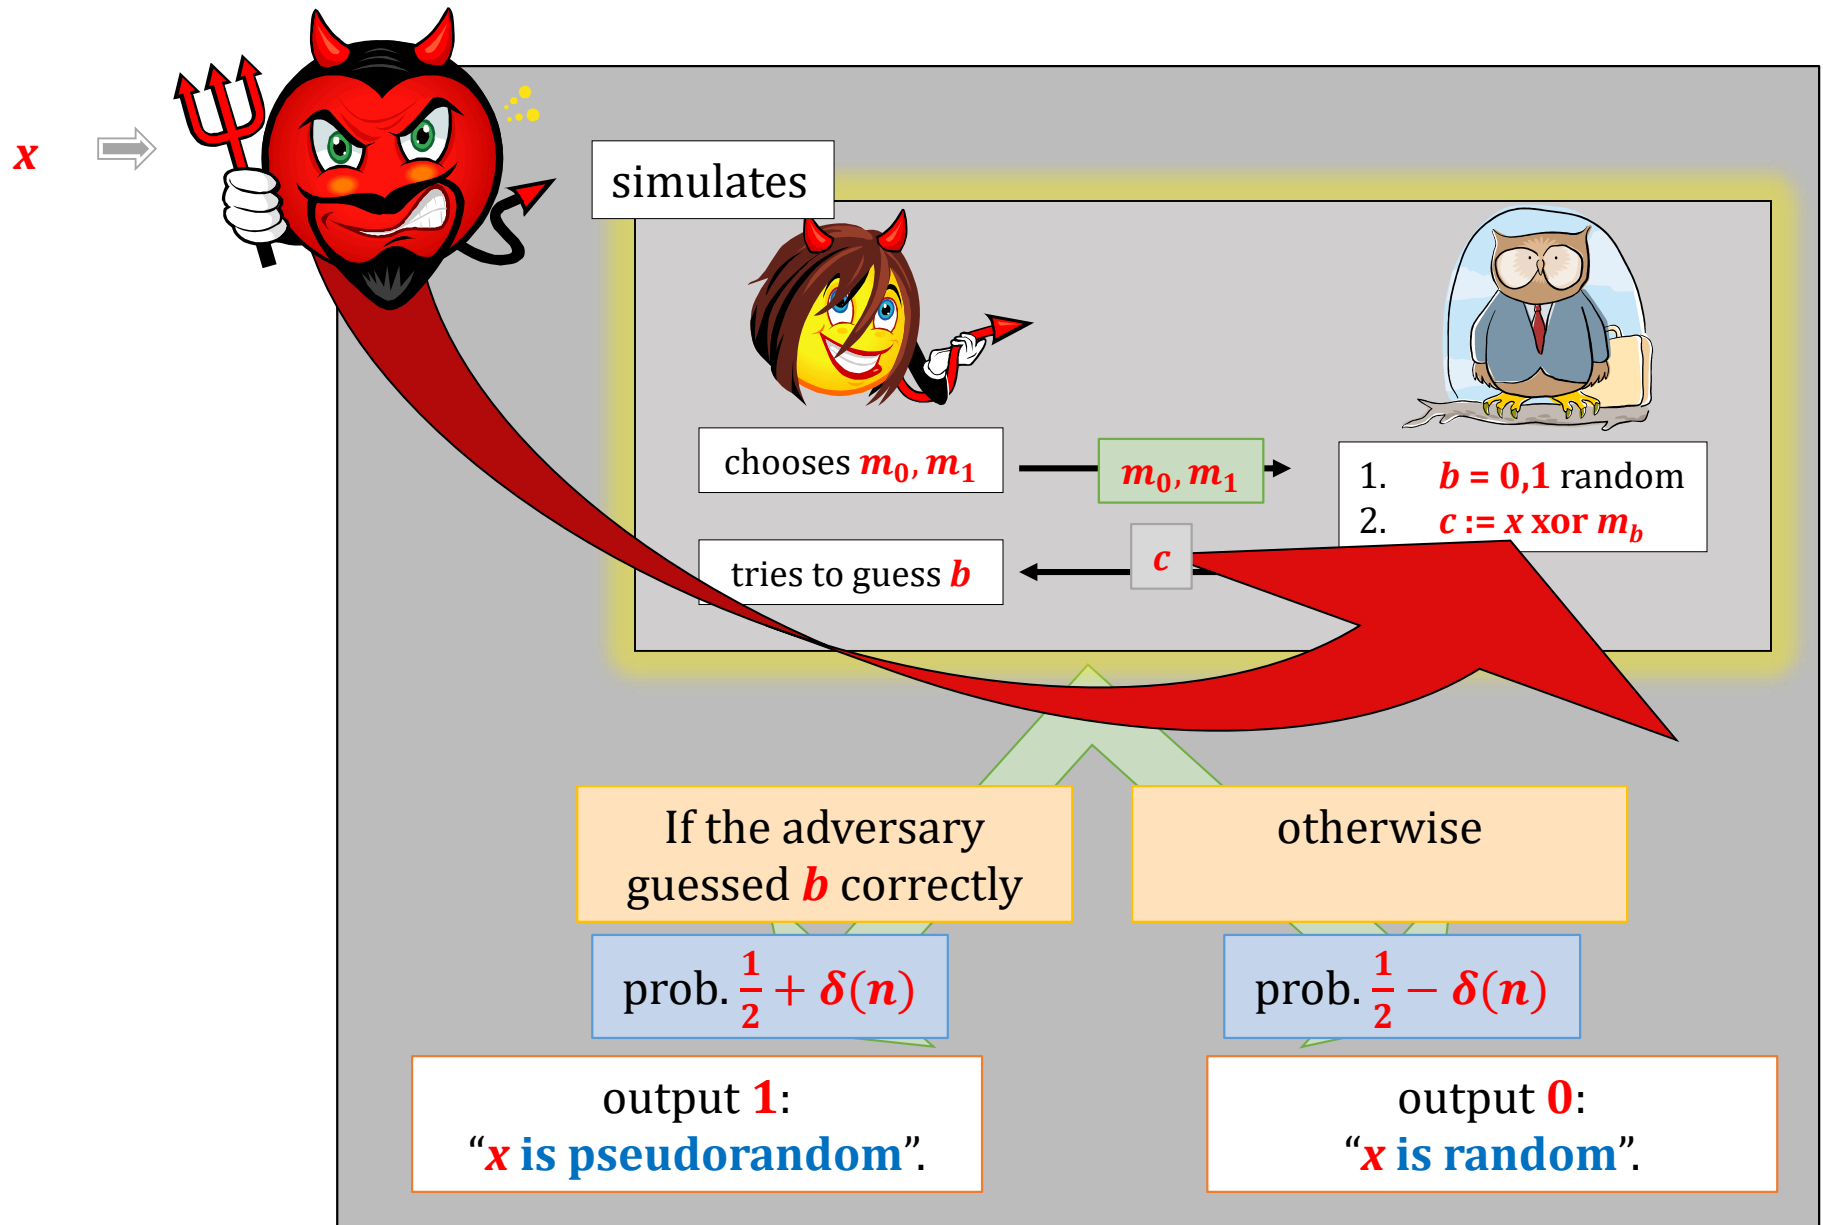 x
simulates
chooses m₀, m₁
m₀, m₁
1. b = 0,1 random
2. c := x xor m_b
c
tries to guess b
If the adversary
guessed b correctly
otherwise
prob. 1/2 + δ(n)
prob. 1/2 − δ(n)
output 1:
“x is pseudorandom”.
output 0:
“x is random”.